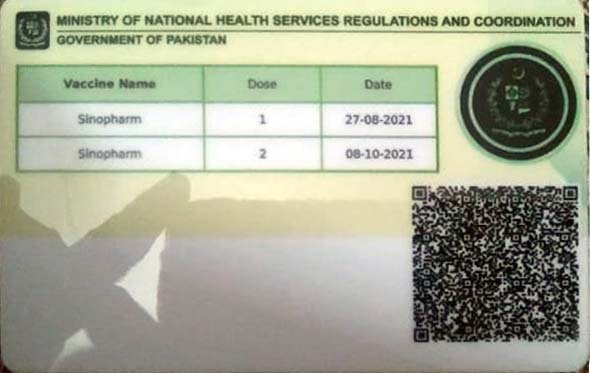 MINISTRY OF NATIONAL HEALTH SERVICES REGULATIONS AND COORDINATION
GOVERNMENT OF PAKISTAN
Vaccine Name Dose Date
Sinopharm 1 27-08-2021
Sinopharm 2 08-10-2021